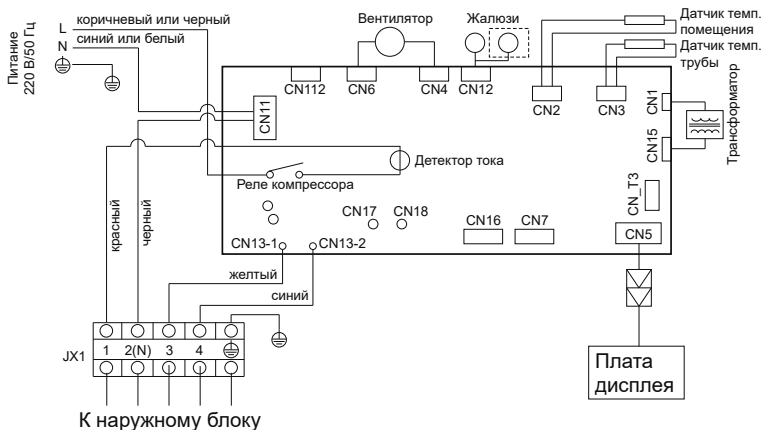 Питание
220 В/50 Гц
L
коричневый или черный
N
синий или белый
Вентилятор
Жалюзи
Датчик темп.
помещения
Датчик темп.
трубы
CN112
CN6
CN4
CN12
CN2
CN3
CN1
CN11
CN15
Трансформатор
Детектор тока
Реле компрессора
CN_T3
CN17
CN18
CN16
CN7
CN5
CN13-1
CN13-2
красный
черный
желтый
синий
JX1
1
2(N)
3
4
Плата
дисплея
К наружному блоку